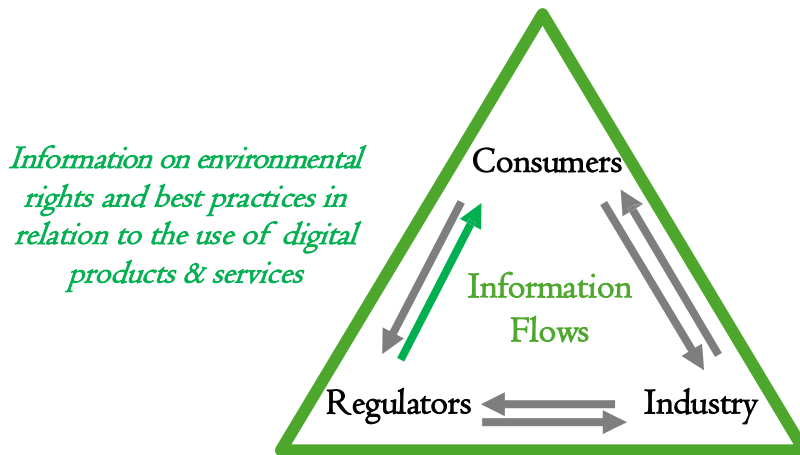 Information on environmental
rights and best practices in
relation to the use of digital
products & services
Consumers
Information
Flows
Regulators
Industry